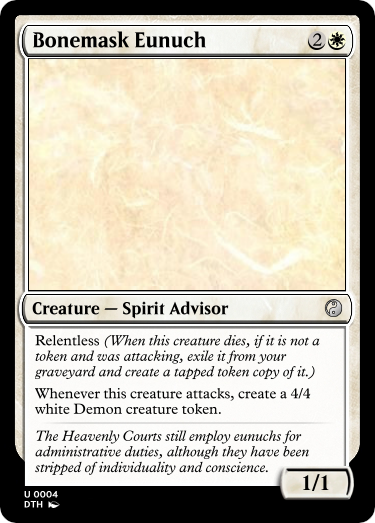 Bonemask Eunuch 2
Creature — Spirit Advisor
Relentless (When this creature dies, if it is not a
token and was attacking, exile it from your
graveyard and create a tapped token copy of it.)
Whenever this creature attacks, create a 4/4
white Demon creature token.
The Heavenly Courts still employ eunuchs for
administrative duties, although they have been
stripped of individuality and conscience.
1/1
U 0004
DTH